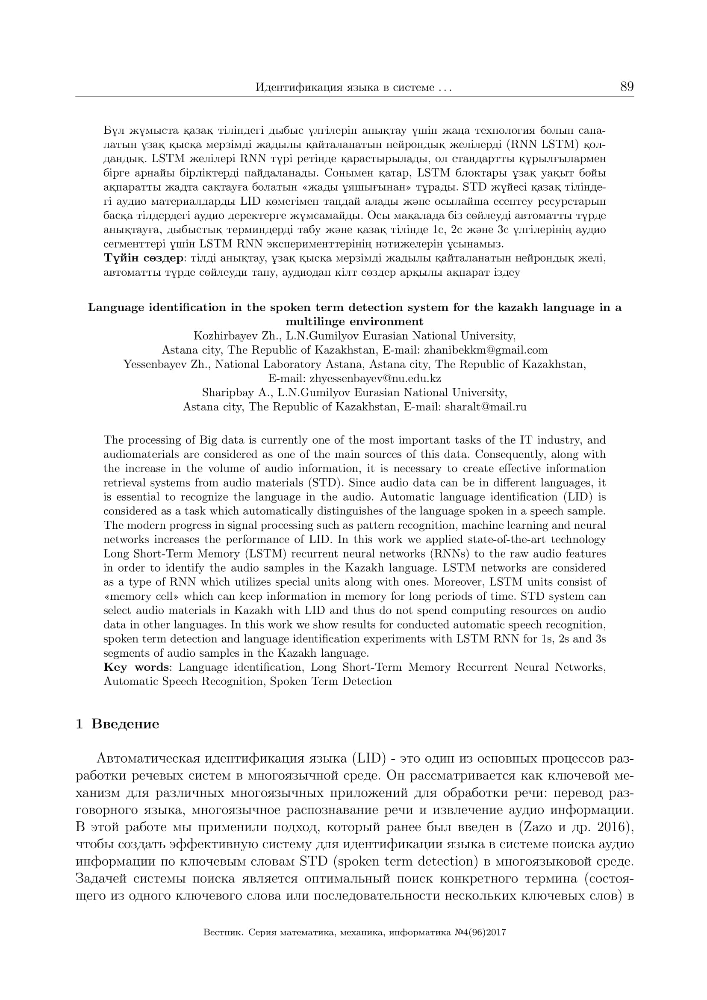 Идентификация языка в системе ... 89
Бұл жұмыста қазақ тіліндегі дыбыс үлгілерін анықтау үшін жаңа технология болып сана-
латын ұзақ қысқа мерзімді жадылы қайталанатын нейрондық желілерді (RNN LSTM) қол-
дандық. LSTM желілері RNN түрі ретінде қарастырылады, ол стандартты құрылғылармен
бірге арнайы бірліктерді пайдаланады. Сонымен қатар, LSTM блоктары ұзақ уақыт бойы
ақпаратты жадта сақтауға болатын «жады ұяшығынан» тұрады. STD жүйесі қазақ тілінде-
гі аудио материалдарды LID көмегімен таңдай алады және осылайша есептеу ресурстарын
басқа тілдердегі аудио деректерге жұмсамайды. Осы мақалада біз сөйлеуді автоматты түрде
анықтауға, дыбыстық терминдерді табу және қазақ тілінде 1с, 2с және 3с үлгілерінің аудио
сегменттері үшін LSTM RNN эксперименттерінің нәтижелерін ұсынамыз.
Түйін сөздер: тілді анықтау, ұзақ қысқа мерзімді жадылы қайталанатын нейрондық желі,
автоматты түрде сөйлеуди тану, аудиодан кілт сөздер арқылы ақпарат іздеу
Language identification in the spoken term detection system for the kazakh language in a
multilinge environment
Kozhirbayev Zh., L.N.Gumilyov Eurasian National University,
Astana city, The Republic of Kazakhstan, E-mail: zhanibekkm@gmail.com
Yessenbayev Zh., National Laboratory Astana, Astana city, The Republic of Kazakhstan,
E-mail: zhyessenbayev@nu.edu.kz
Sharipbay A., L.N.Gumilyov Eurasian National University,
Astana city, The Republic of Kazakhstan, E-mail: sharalt@mail.ru
The processing of Big data is currently one of the most important tasks of the IT industry, and
audiomaterials are considered as one of the main sources of this data. Consequently, along with
the increase in the volume of audio information, it is necessary to create effective information
retrieval systems from audio materials (STD). Since audio data can be in different languages, it
is essential to recognize the language in the audio. Automatic language identification (LID) is
considered as a task which automatically distinguishes of the language spoken in a speech sample.
The modern progress in signal processing such as pattern recognition, machine learning and neural
networks increases the performance of LID. In this work we applied state-of-the-art technology
Long Short-Term Memory (LSTM) recurrent neural networks (RNNs) to the raw audio features
in order to identify the audio samples in the Kazakh language. LSTM networks are considered
as a type of RNN which utilizes special units along with ones. Moreover, LSTM units consist of
«memory cell» which can keep information in memory for long periods of time. STD system can
select audio materials in Kazakh with LID and thus do not spend computing resources on audio
data in other languages. In this work we show results for conducted automatic speech recognition,
spoken term detection and language identification experiments with LSTM RNN for 1s, 2s and 3s
segments of audio samples in the Kazakh language.
Key words: Language identification, Long Short-Term Memory Recurrent Neural Networks,
Automatic Speech Recognition, Spoken Term Detection
1 Введение
Автоматическая идентификация языка (LID) - это один из основных процессов раз-
работки речевых систем в многоязычной среде. Он рассматривается как ключевой ме-
ханизм для различных многоязычных приложений для обработки речи: перевод раз-
говорного языка, многоязычное распознавание речи и извлечение аудио информации.
В этой работе мы применили подход, который ранее был введен в (Zazo и др. 2016),
чтобы создать эффективную систему для идентификации языка в системе поиска аудио
информации по ключевым словам STD (spoken term detection) в многоязыковой среде.
Задачей системы поиска является оптимальный поиск конкретного термина (состоя-
щего из одного ключевого слова или последовательности нескольких ключевых слов) в
Вестник. Серия математика, механика, информатика №4(96)2017